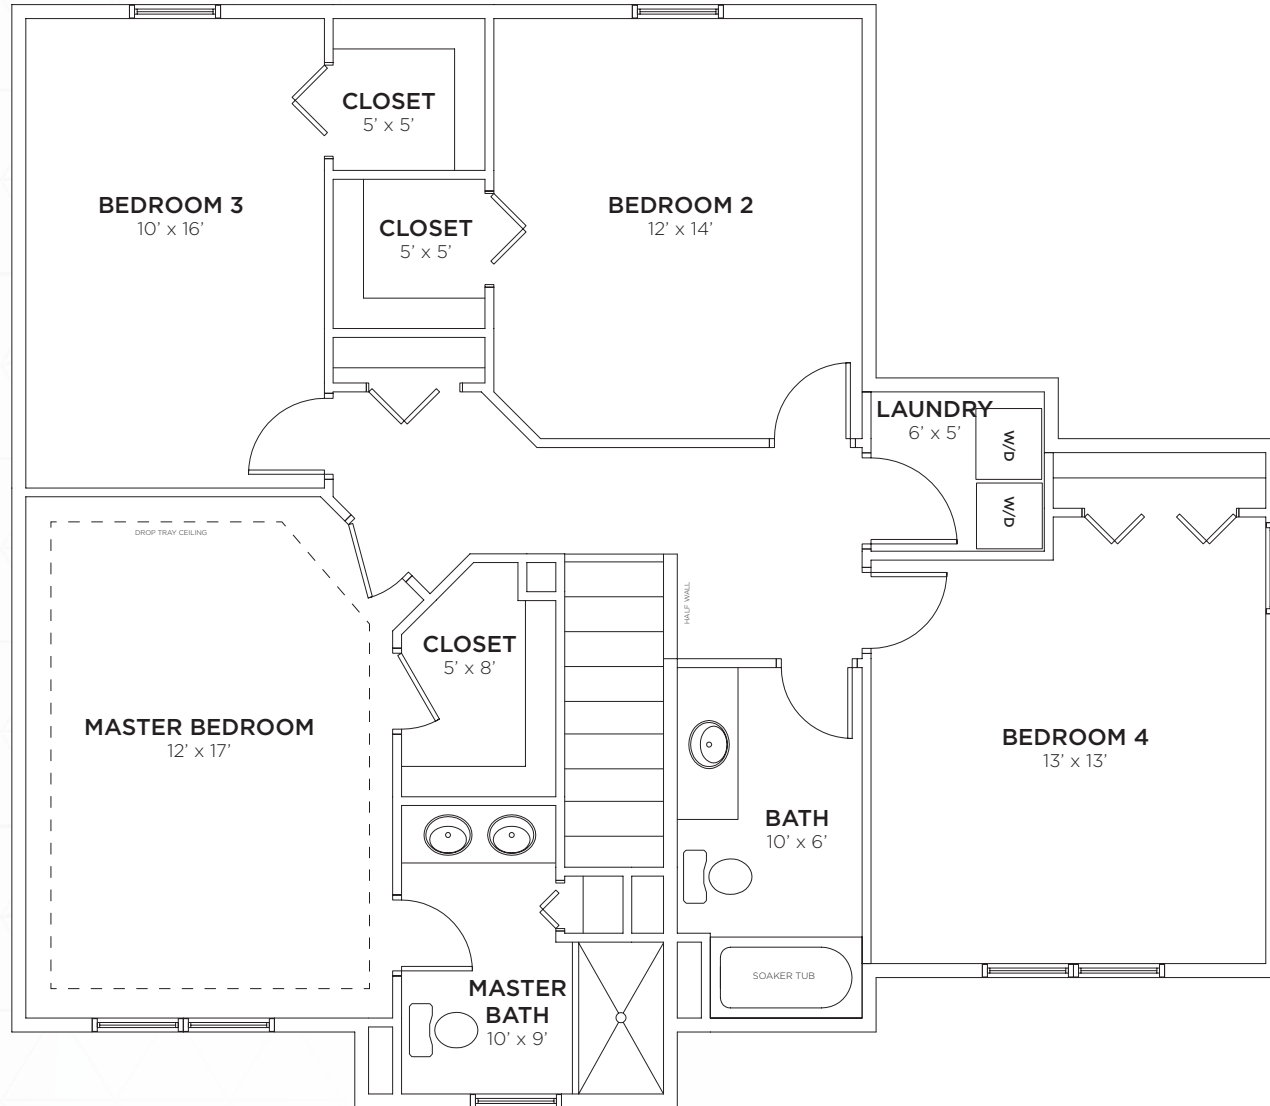 CLOSET
5' x 5'
BEDROOM 3
10' x 16'
CLOSET
5' x 5'
BEDROOM 2
12' x 14'
LAUNDRY
6' x 5'
W/D
W/D
DROP TRAY CEILING
HALF WALL
CLOSET
5' x 8'
MASTER BEDROOM
12' x 17'
BEDROOM 4
13' x 13'
BATH
10' x 6'
SOAKER TUB
MASTER
BATH
10' x 9'